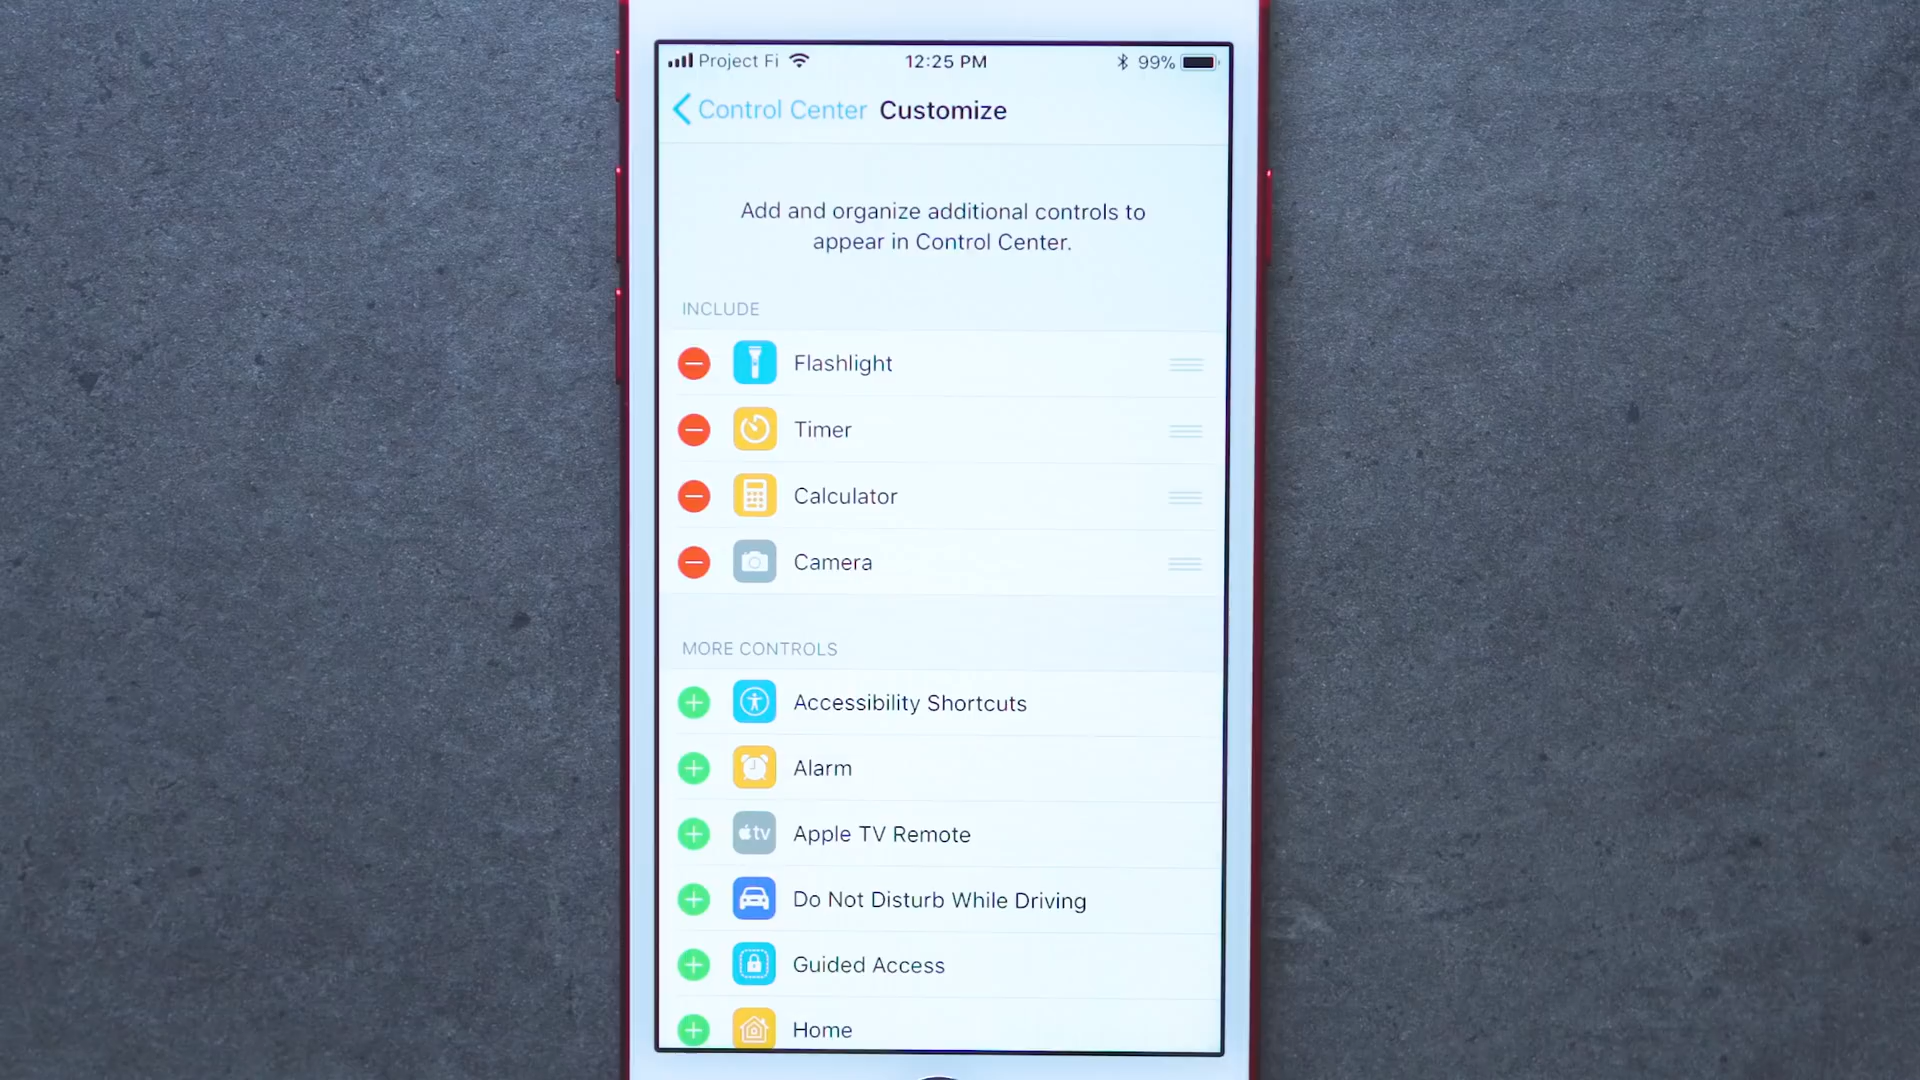 Project Fi 12:25 PM 99%
Control Center Customize
Add and organize additional controls to
appear in Control Center.
INCLUDE
Flashlight
Timer
Calculator
Camera
MORE CONTROLS
Accessibility Shortcuts
Alarm
tv Apple TV Remote
Do Not Disturb While Driving
Guided Access
Home